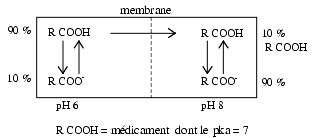 membrane
90 % R COOH R COOH 10 %
R COOH
10 % R COO- R COO- 90 %
pH 6 pH 8
R COOH = médicament dont le pka = 7